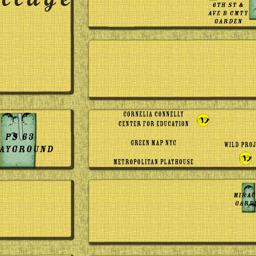 6TH ST &
AVE B CMTY
GARDEN
CORNELIA CONNELLY
CENTER FOR EDUCATION
PS 63
GREEN MAP NYC
WILD PROJ
AYGROUND
METROPOLITAN PLAYHOUSE